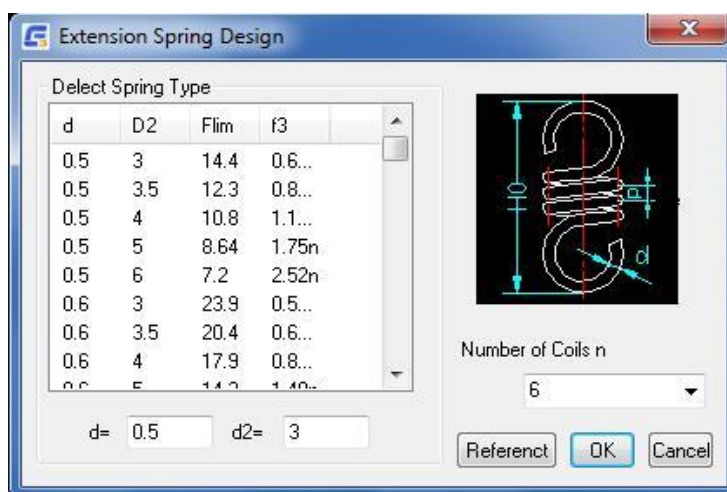 Extension Spring Design
Delect Spring Type
d D2 Flim f3
0.5 3 14.4 0.6...
0.5 3.5 12.3 0.8...
0.5 4 10.8 1.1...
0.5 5 8.64 1.75n
0.5 6 7.2 2.52n
0.6 3 23.9 0.5...
0.6 3.5 20.4 0.6...
0.6 4 17.9 0.8...
d= 0.5 d2= 3
H0
p
d
Number of Coils n
6
Referenct OK Cancel